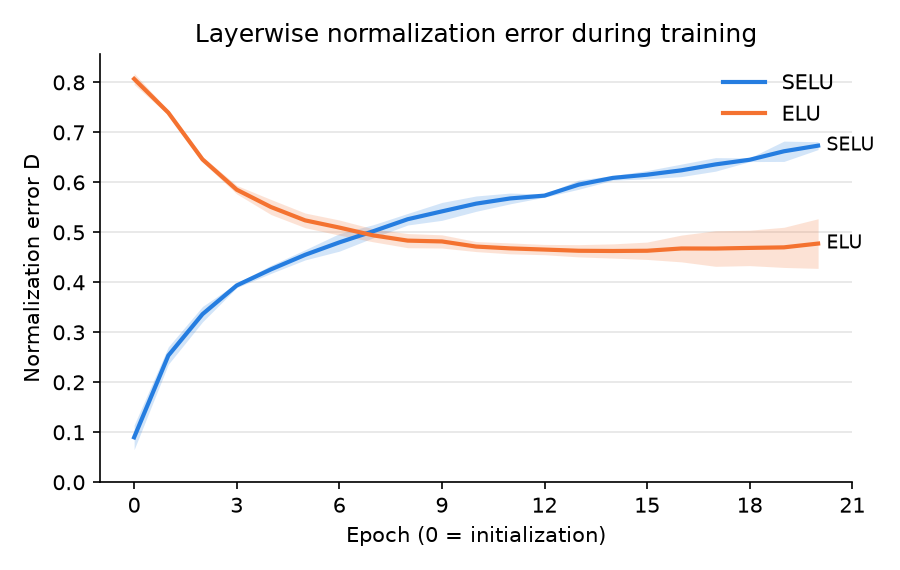 Layerwise normalization error during training
SELU
ELU
SELU
ELU
Normalization error D
0.8
0.7
0.6
0.5
0.4
0.3
0.2
0.1
0.0
0 3 6 9 12 15 18 21
Epoch (0 = initialization)